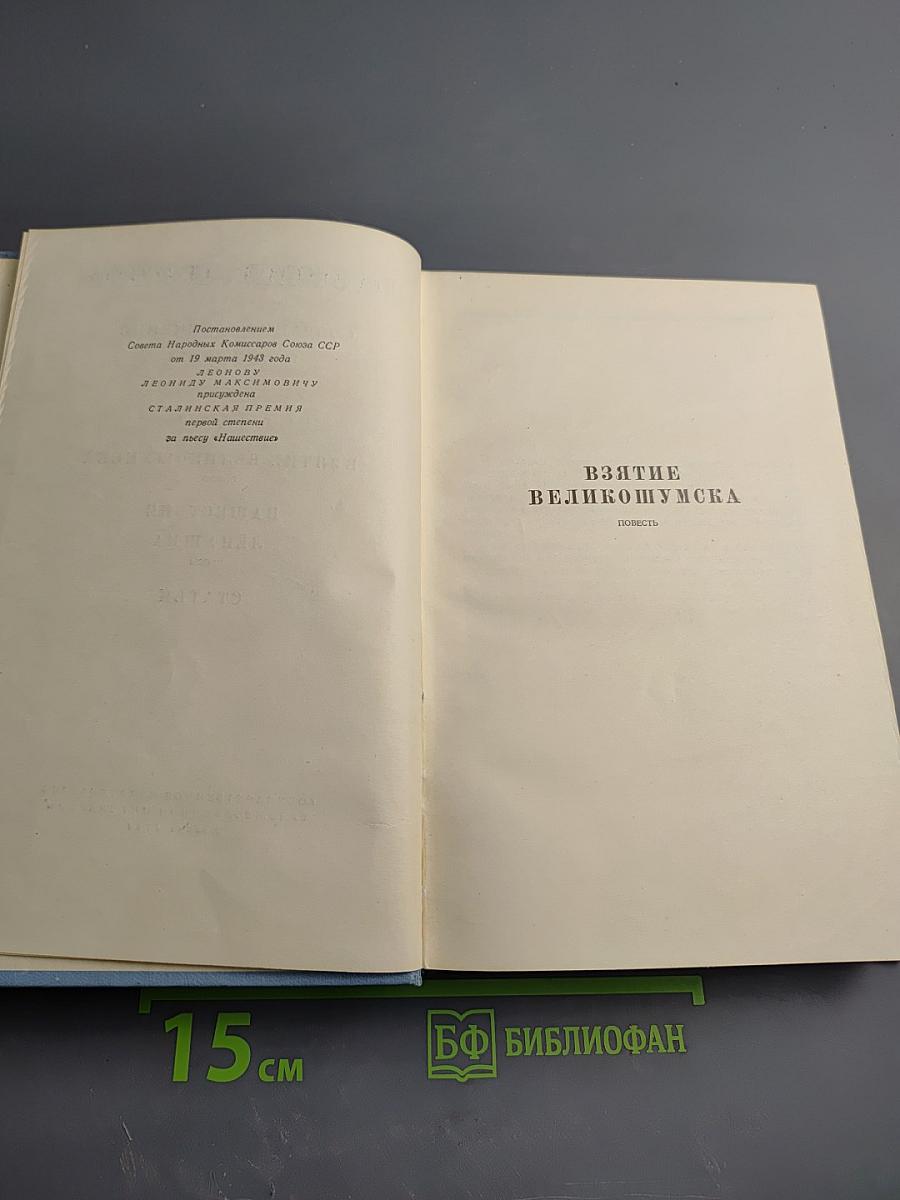 Постановлением
Совета Народных Комиссаров Союза ССР
от 19 марта 1943 года
ЛЕОНОВУ
ЛЕОНИДУ МАКСИМОВИЧУ
присуждена
СТАЛИНСКАЯ ПРЕМИЯ
первой степени
за пьесу «Нашествие»
ВЗЯТИЕ
ВЕЛИКОШУМСКА
ПОВЕСТЬ
15 см
БФ БИБЛИОФАН